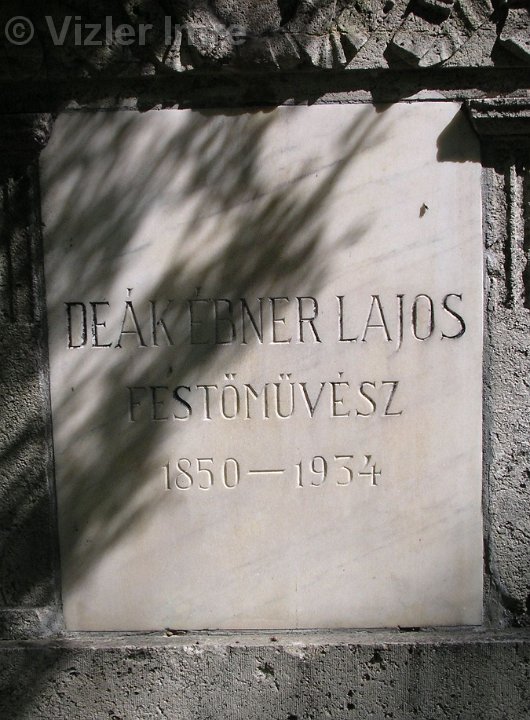 © Vizler Imre
DEÁK ÉBNER LAJOS
FESTŐMŰVÉSZ
1850—1934